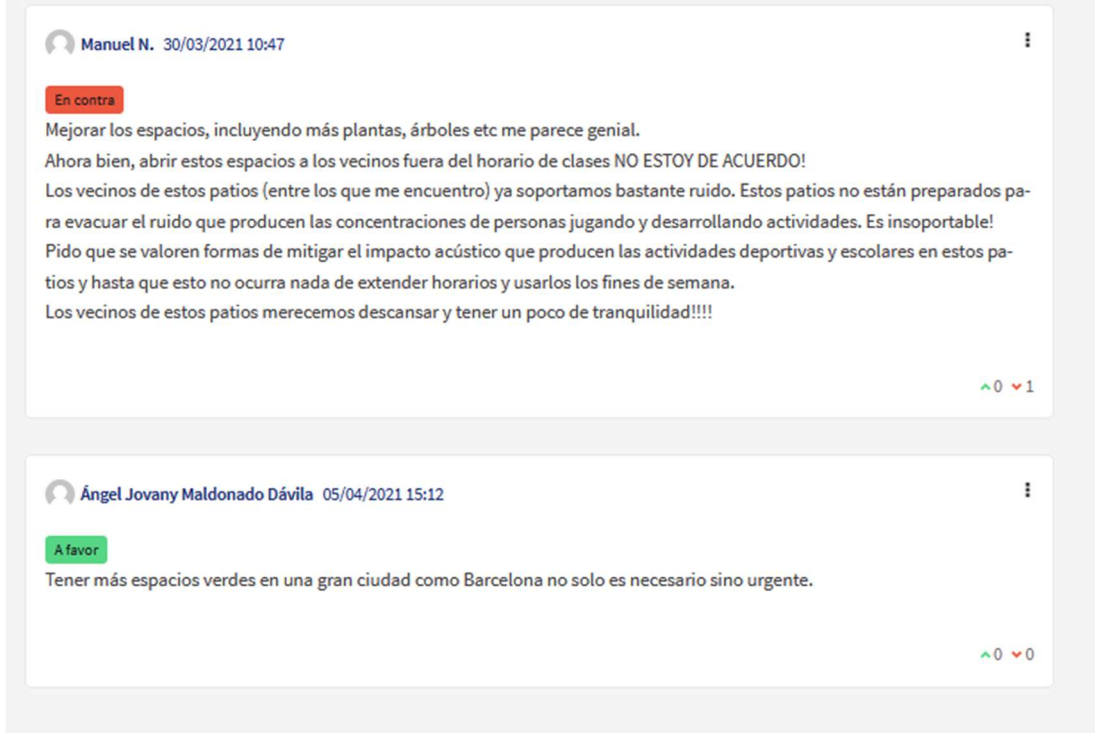 Manuel N. 30/03/2021 10:47
En contra
Mejorar los espacios, incluyendo más plantas, árboles etc me parece genial.
Ahora bien, abrir estos espacios a los vecinos fuera del horario de clases NO ESTOY DE ACUERDO!
Los vecinos de estos patios (entre los que me encuentro) ya soportamos bastante ruido. Estos patios no están preparados pa-
ra evacuar el ruido que producen las concentraciones de personas jugando y desarrollando actividades. Es insoportable!
Pido que se valoren formas de mitigar el impacto acústico que producen las actividades deportivas y escolares en estos pa-
tios y hasta que esto no ocurra nada de extender horarios y usarlos los fines de semana.
Los vecinos de estos patios merecemos descansar y tener un poco de tranquilidad!!!!
0 1
Ángel Jovany Maldonado Dávila 05/04/2021 15:12
A favor
Tener más espacios verdes en una gran ciudad como Barcelona no solo es necesario sino urgente.
0 0